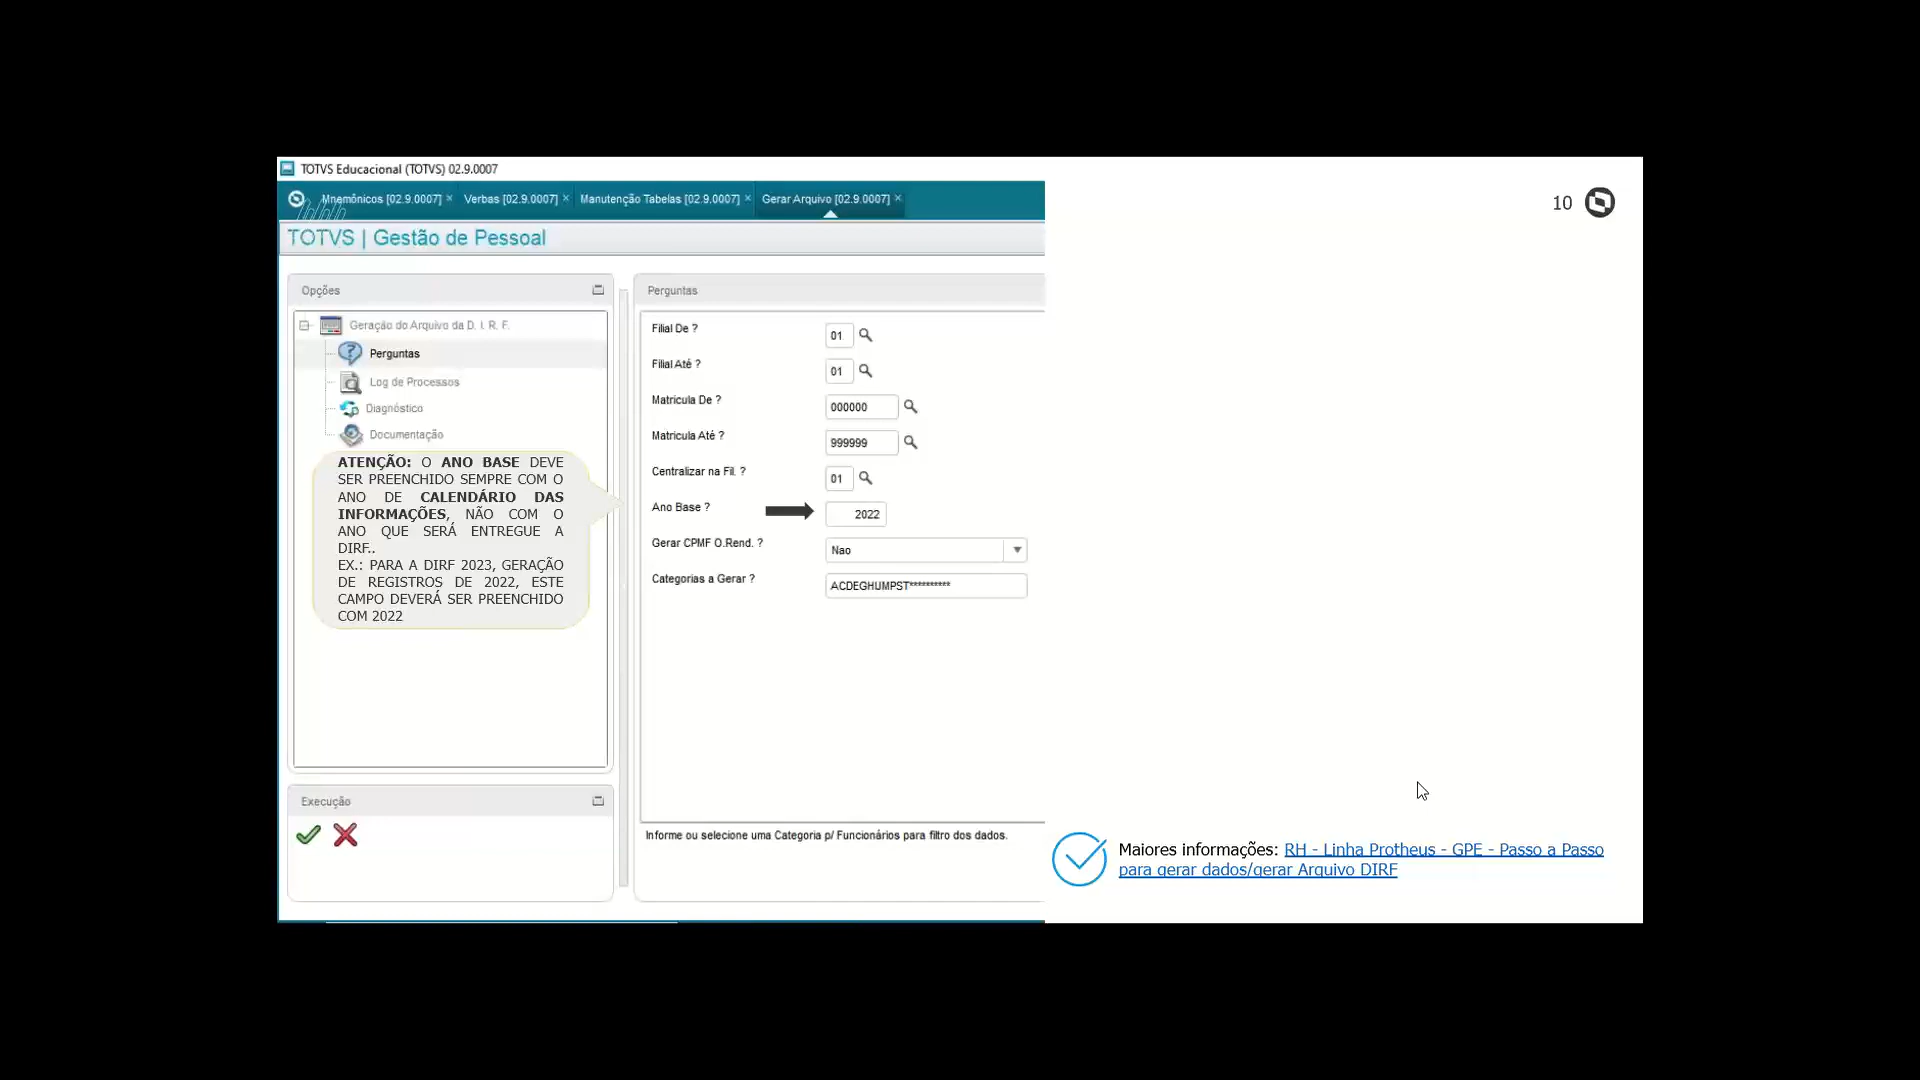 TOTVS Educacional (TOTVS) 02.9.0007
Mnemônicos [02.9.0007] Verbas [02.9.0007] Manutenção Tabelas [02.9.0007] Gerar Arquivo [02.9.0007]
10
TOTVS | Gestão de Pessoal
Opções
Geração do Arquivo da D. I. R. F.
Perguntas
Log de Processos
Diagnóstico
Documentação
ATENÇÃO: O ANO BASE DEVE
SER PREENCHIDO SEMPRE COM O
ANO DE CALENDÁRIO DAS
INFORMAÇÕES, NÃO COM O
ANO QUE SERÁ ENTREGUE A
DIRF..
EX.: PARA A DIRF 2023, GERAÇÃO
DE REGISTROS DE 2022, ESTE
CAMPO DEVERÁ SER PREENCHIDO
COM 2022
Execução
Perguntas
Filial De ? 01
Filial Até ? 01
Matricula De ? 000000
Matricula Até ? 999999
Centralizar na Fil. ? 01
Ano Base ? 2022
Gerar CPMF O.Rend. ? Nao
Categorias a Gerar ? ACDEGHIJMPST**********
Informe ou selecione uma Categoria p/ Funcionários para filtro dos dados.
Maiores informações: RH - Linha Protheus - GPE - Passo a Passo
para gerar dados/gerar Arquivo DIRF